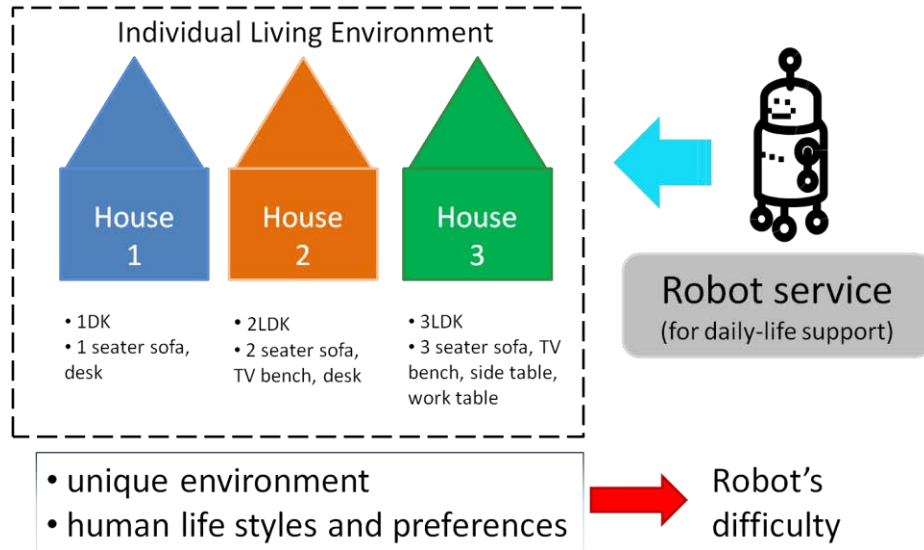 Individual Living Environment
House
1
House
2
House
3
• 1DK
• 1 seater sofa,
desk
• 2LDK
• 2 seater sofa,
TV bench, desk
• 3LDK
• 3 seater sofa, TV
bench, side table,
work table
Robot service
(for daily-life support)
• unique environment
• human life styles and preferences
Robot’s
difficulty